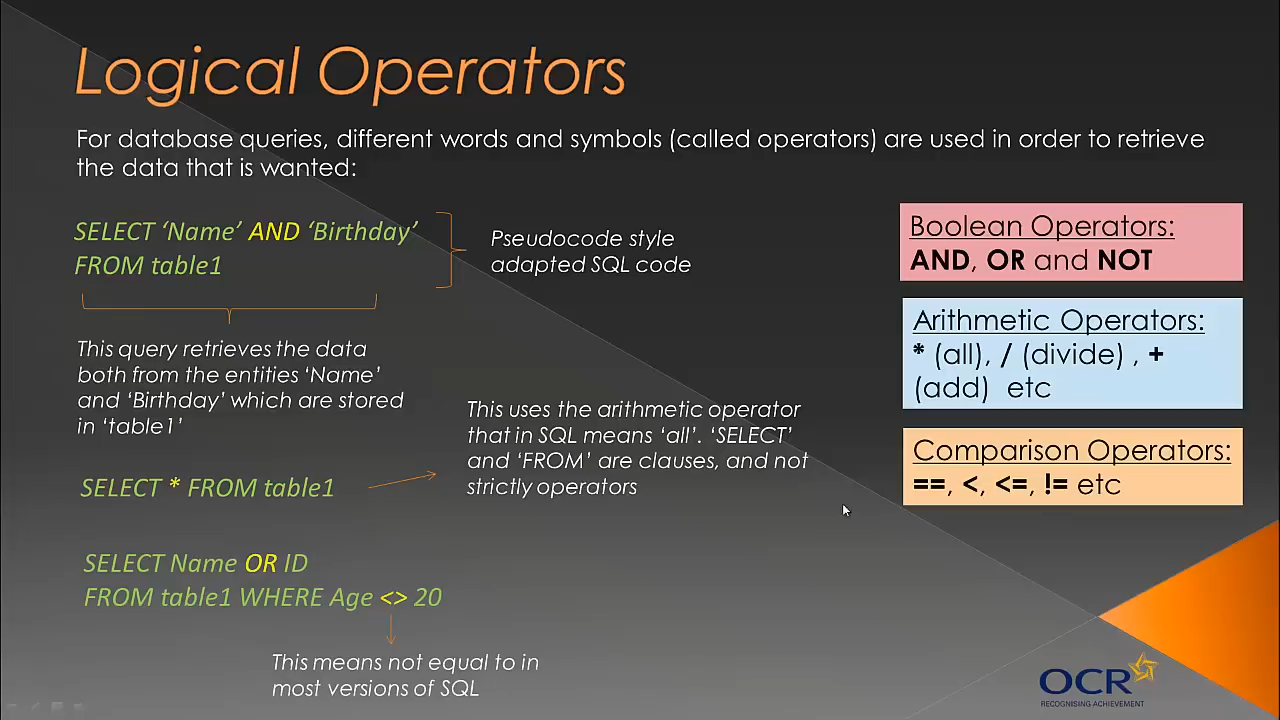 Logical Operators
For database queries, different words and symbols (called operators) are used in order to retrieve
the data that is wanted:
SELECT ‘Name’ AND ‘Birthday’
FROM table1
Pseudocode style
adapted SQL code
This query retrieves the data
both from the entities ‘Name’
and ‘Birthday’ which are stored
in ‘table1’
SELECT * FROM table1
This uses the arithmetic operator
that in SQL means ‘all’. ‘SELECT’
and ‘FROM’ are clauses, and not
strictly operators
SELECT Name OR ID
FROM table1 WHERE Age <> 20
This means not equal to in
most versions of SQL
Boolean Operators:
AND, OR and NOT
Arithmetic Operators:
* (all), / (divide) , +
(add) etc
Comparison Operators:
==, <, <=, != etc
OCR
RECOGNISING ACHIEVEMENT